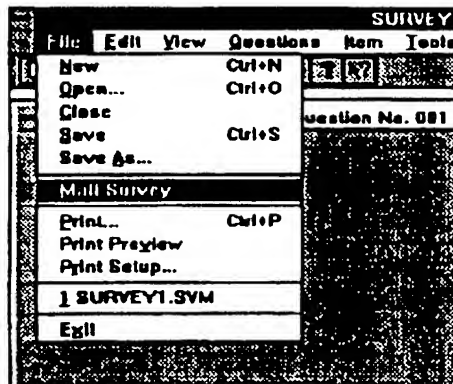 SURVEY
File Edit View Questions Item Tools
New Ctrl+N
Open... Ctrl+O
Close
Save Ctrl+S
Save As...
Mail Survey
Print... Ctrl+P
Print Preview
Print Setup...
1 SURVEY1.SVM
Exit
uestion No. 001